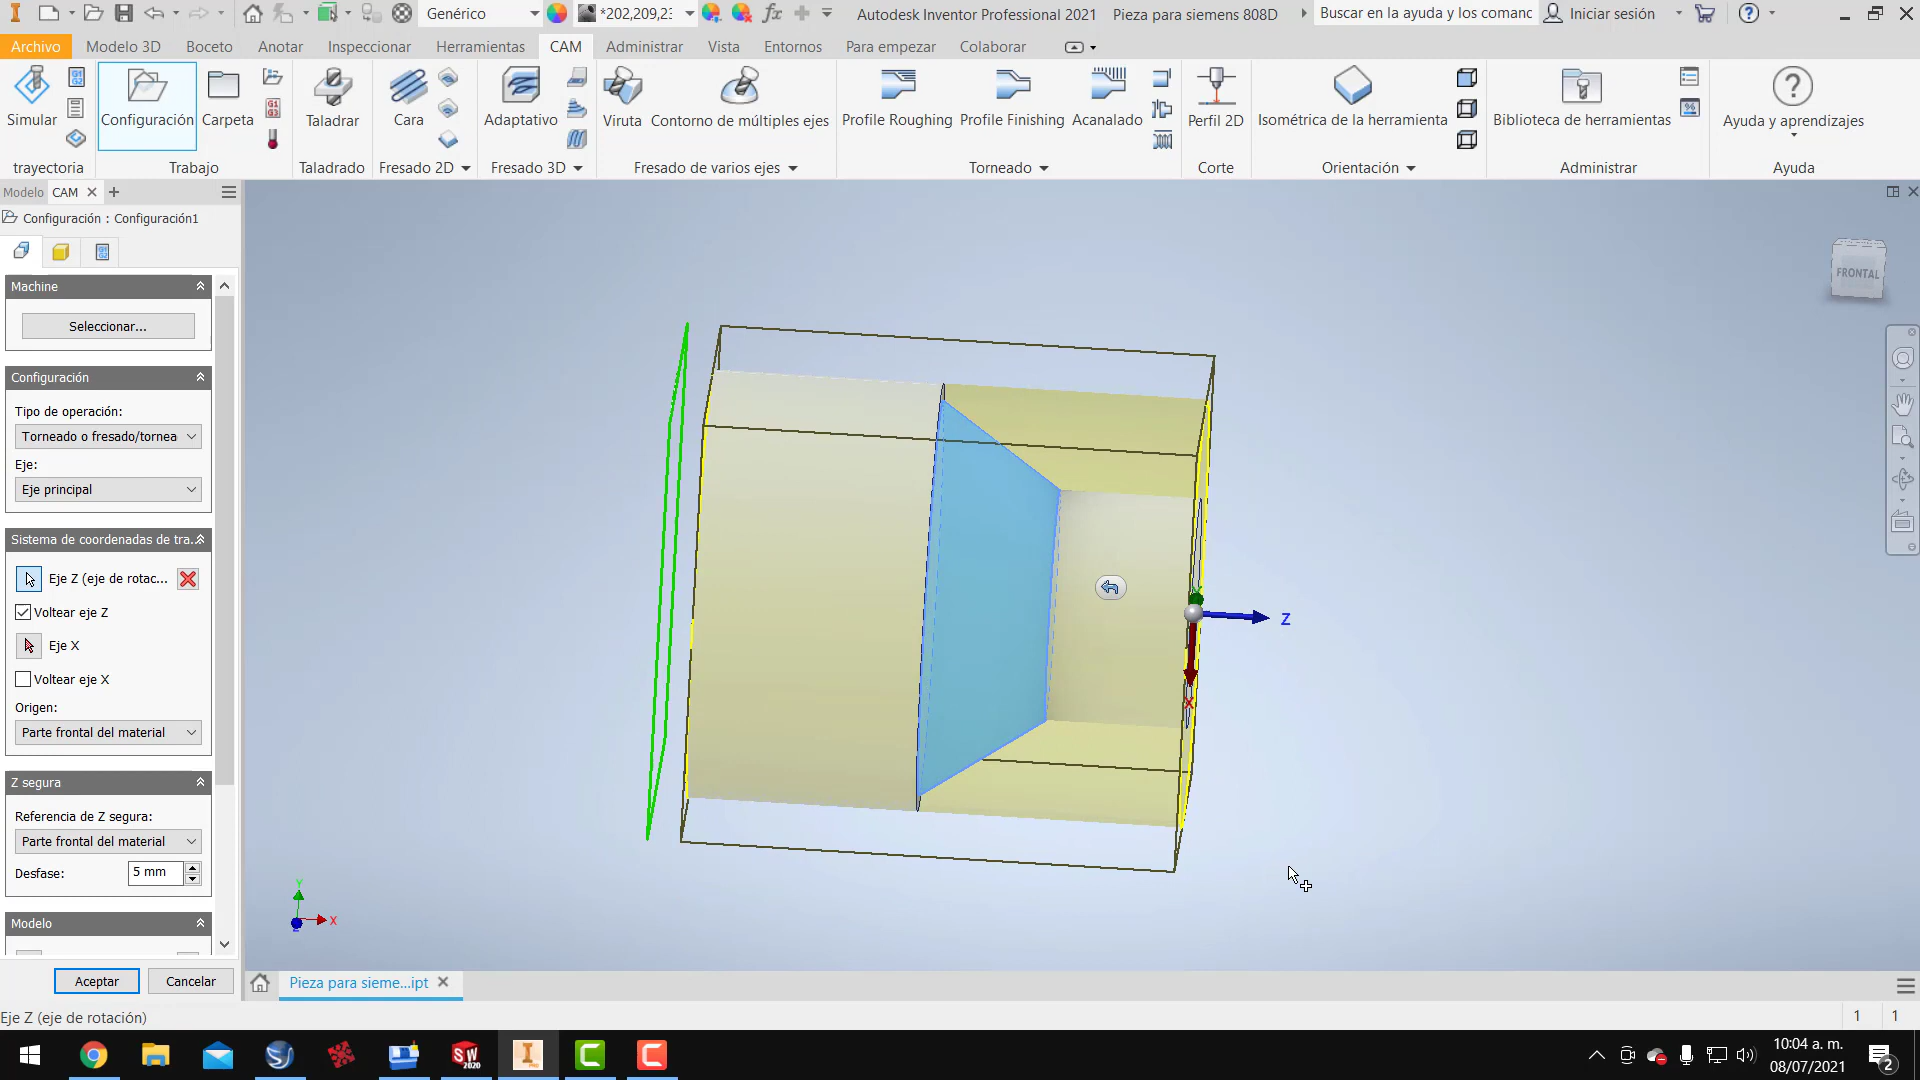 Genérico
*202,209,23
Autodesk Inventor Professional 2021
Pieza para siemens 808D
Buscar en la ayuda y los comanc
Iniciar sesión
Archivo
Modelo 3D
Boceto
Anotar
Inspeccionar
Herramientas
CAM
Administrar
Vista
Entornos
Para empezar
Colaborar
Simular
Configuración
Carpeta
Taladrar
Cara
Adaptativo
Viruta
Contorno de múltiples ejes
Profile Roughing
Profile Finishing
Acanalado
Perfil 2D
Isométrica de la herramienta
Biblioteca de herramientas
Ayuda y aprendizajes
trayectoria
Trabajo
Taladrado
Fresado 2D
Fresado 3D
Fresado de varios ejes
Torneado
Corte
Orientación
Administrar
Ayuda
Modelo
CAM
Configuración : Configuración1
Machine
Seleccionar...
Configuración
Tipo de operación:
Torneado o fresado/tornea
Eje:
Eje principal
Sistema de coordenadas de tra..
Eje Z (eje de rotac...
Voltear eje Z
Eje X
Voltear eje X
Origen:
Parte frontal del material
Z segura
Referencia de Z segura:
Parte frontal del material
Desfase:
5 mm
Modelo
Aceptar
Cancelar
FRONTAL
Z
X
Y
X
Pieza para sieme...ipt
Eje Z (eje de rotación)
1
1
SW
2020
10:04 a. m.
08/07/2021
2